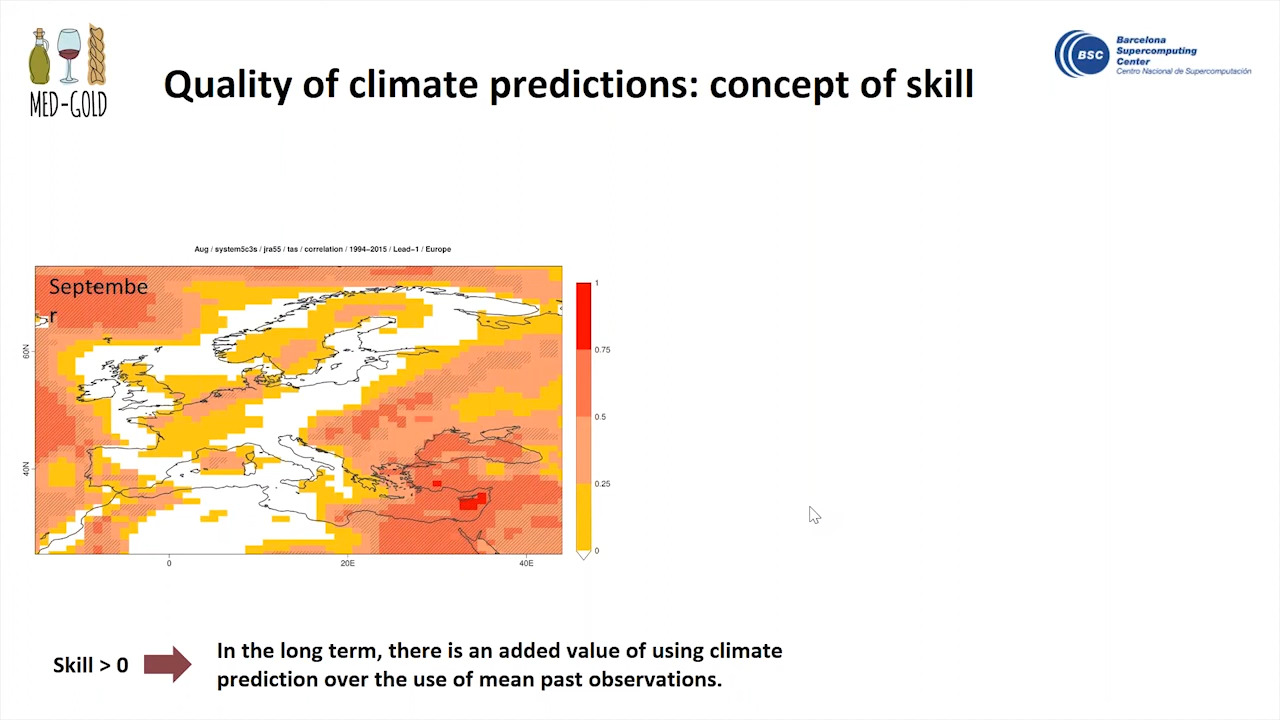 MED-GOLD
Quality of climate predictions: concept of skill
BSC
Barcelona
Supercomputing
Center
Centro Nacional de Supercomputación
Aug / system5c3s / jra55 / tas / correlation / 1994−2015 / Lead−1 / Europe
Septembe
r
60N
40N
0
20E
40E
1
0.75
0.5
0.25
0
Skill > 0
In the long term, there is an added value of using climate
prediction over the use of mean past observations.